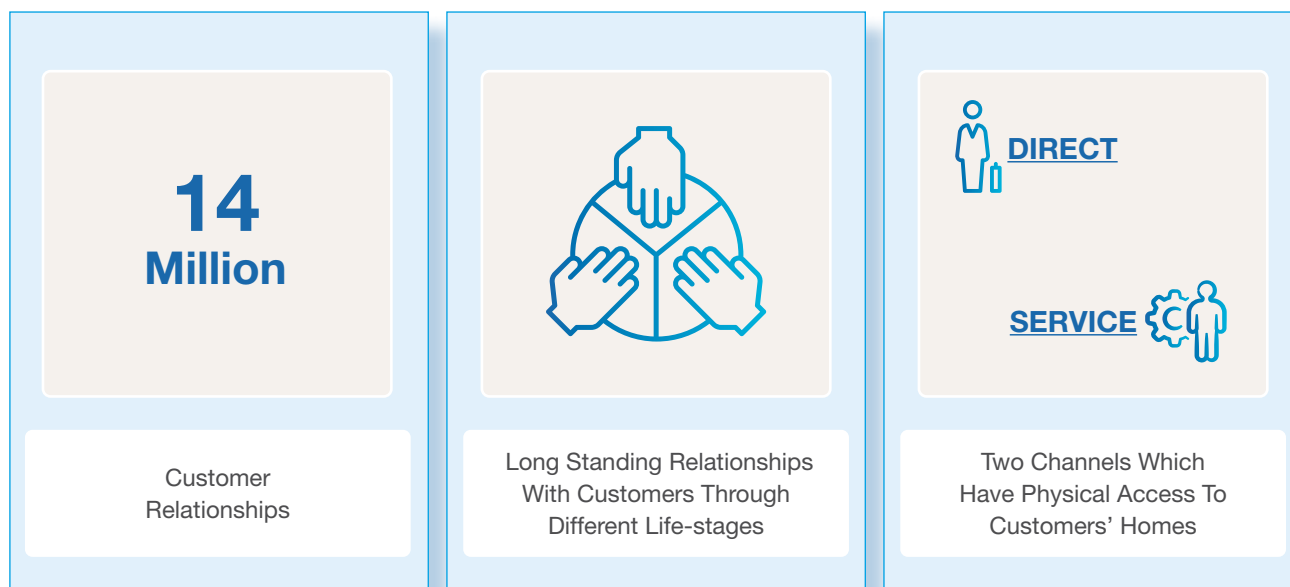 14
Million
Customer
Relationships
Long Standing Relationships
With Customers Through
Different Life-stages
DIRECT
SERVICE
Two Channels Which
Have Physical Access To
Customers’ Homes